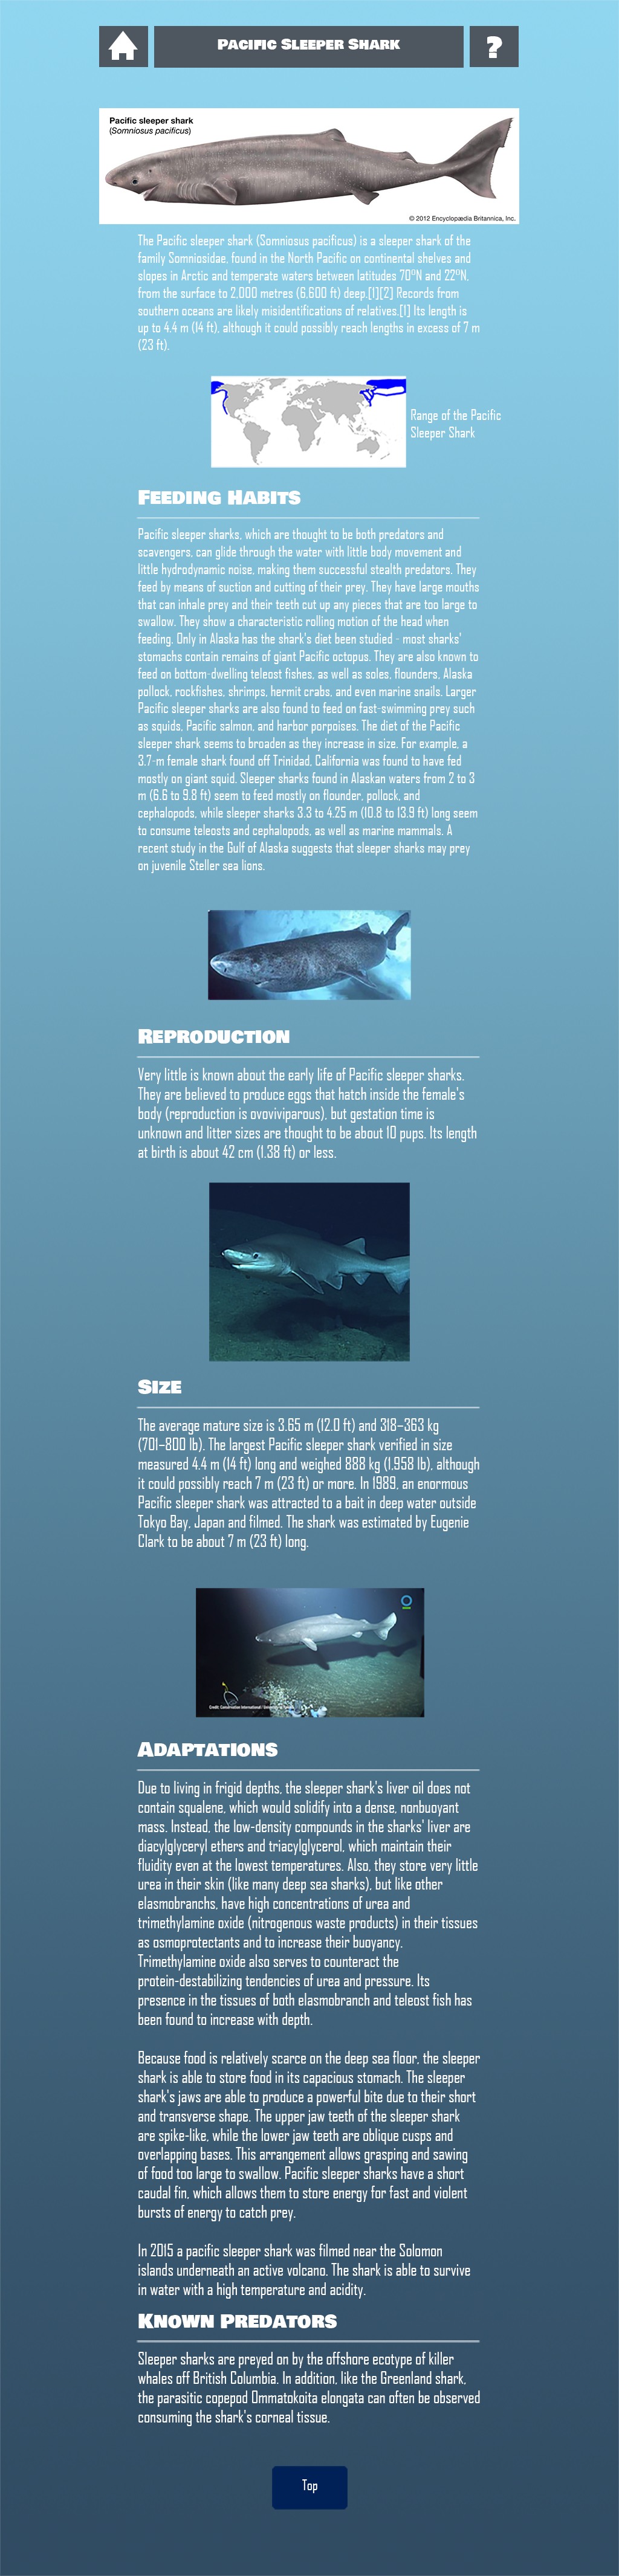 Pacific Sleeper Shark
?
Pacific sleeper shark
(Somniosus pacificus)
© 2012 Encyclopædia Britannica, Inc.
The Pacific sleeper shark (Somniosus pacificus) is a sleeper shark of the
family Somniosidae, found in the North Pacific on continental shelves and
slopes in Arctic and temperate waters between latitudes 70°N and 22°N,
from the surface to 2,000 metres (6,600 ft) deep.[1][2] Records from
southern oceans are likely misidentifications of relatives.[1] Its length is
up to 4.4 m (14 ft), although it could possibly reach lengths in excess of 7 m
(23 ft).
Range of the Pacific
Sleeper Shark
Feeding Habits
Pacific sleeper sharks, which are thought to be both predators and
scavengers, can glide through the water with little body movement and
little hydrodynamic noise, making them successful stealth predators. They
feed by means of suction and cutting of their prey. They have large mouths
that can inhale prey and their teeth cut up any pieces that are too large to
swallow. They show a characteristic rolling motion of the head when
feeding. Only in Alaska has the shark's diet been studied - most sharks'
stomachs contain remains of giant Pacific octopus. They are also known to
feed on bottom-dwelling teleost fishes, as well as soles, flounders, Alaska
pollock, rockfishes, shrimps, hermit crabs, and even marine snails. Larger
Pacific sleeper sharks are also found to feed on fast-swimming prey such
as squids, Pacific salmon, and harbor porpoises. The diet of the Pacific
sleeper shark seems to broaden as they increase in size. For example, a
3.7-m female shark found off Trinidad, California was found to have fed
mostly on giant squid. Sleeper sharks found in Alaskan waters from 2 to 3
m (6.6 to 9.8 ft) seem to feed mostly on flounder, pollock, and
cephalopods, while sleeper sharks 3.3 to 4.25 m (10.8 to 13.9 ft) long seem
to consume teleosts and cephalopods, as well as marine mammals. A
recent study in the Gulf of Alaska suggests that sleeper sharks may prey
on juvenile Steller sea lions.
Reproduction
Very little is known about the early life of Pacific sleeper sharks.
They are believed to produce eggs that hatch inside the female's
body (reproduction is ovoviviparous), but gestation time is
unknown and litter sizes are thought to be about 10 pups. Its length
at birth is about 42 cm (1.38 ft) or less.
Size
The average mature size is 3.65 m (12.0 ft) and 318–363 kg
(701–800 lb). The largest Pacific sleeper shark verified in size
measured 4.4 m (14 ft) long and weighed 888 kg (1,958 lb), although
it could possibly reach 7 m (23 ft) or more. In 1989, an enormous
Pacific sleeper shark was attracted to a bait in deep water outside
Tokyo Bay, Japan and filmed. The shark was estimated by Eugenie
Clark to be about 7 m (23 ft) long.
Credit: Conservation International /
Adaptations
Due to living in frigid depths, the sleeper shark's liver oil does not
contain squalene, which would solidify into a dense, nonbuoyant
mass. Instead, the low-density compounds in the sharks' liver are
diacylglyceryl ethers and triacylglycerol, which maintain their
fluidity even at the lowest temperatures. Also, they store very little
urea in their skin (like many deep sea sharks), but like other
elasmobranchs, have high concentrations of urea and
trimethylamine oxide (nitrogenous waste products) in their tissues
as osmoprotectants and to increase their buoyancy.
Trimethylamine oxide also serves to counteract the
protein-destabilizing tendencies of urea and pressure. Its
presence in the tissues of both elasmobranch and teleost fish has
been found to increase with depth.
Because food is relatively scarce on the deep sea floor, the sleeper
shark is able to store food in its capacious stomach. The sleeper
shark's jaws are able to produce a powerful bite due to their short
and transverse shape. The upper jaw teeth of the sleeper shark
are spike-like, while the lower jaw teeth are oblique cusps and
overlapping bases. This arrangement allows grasping and sawing
of food too large to swallow. Pacific sleeper sharks have a short
caudal fin, which allows them to store energy for fast and violent
bursts of energy to catch prey.
In 2015 a pacific sleeper shark was filmed near the Solomon
islands underneath an active volcano. The shark is able to survive
in water with a high temperature and acidity.
Known Predators
Sleeper sharks are preyed on by the offshore ecotype of killer
whales off British Columbia. In addition, like the Greenland shark,
the parasitic copepod Ommatokoita elongata can often be observed
consuming the shark's corneal tissue.
Top